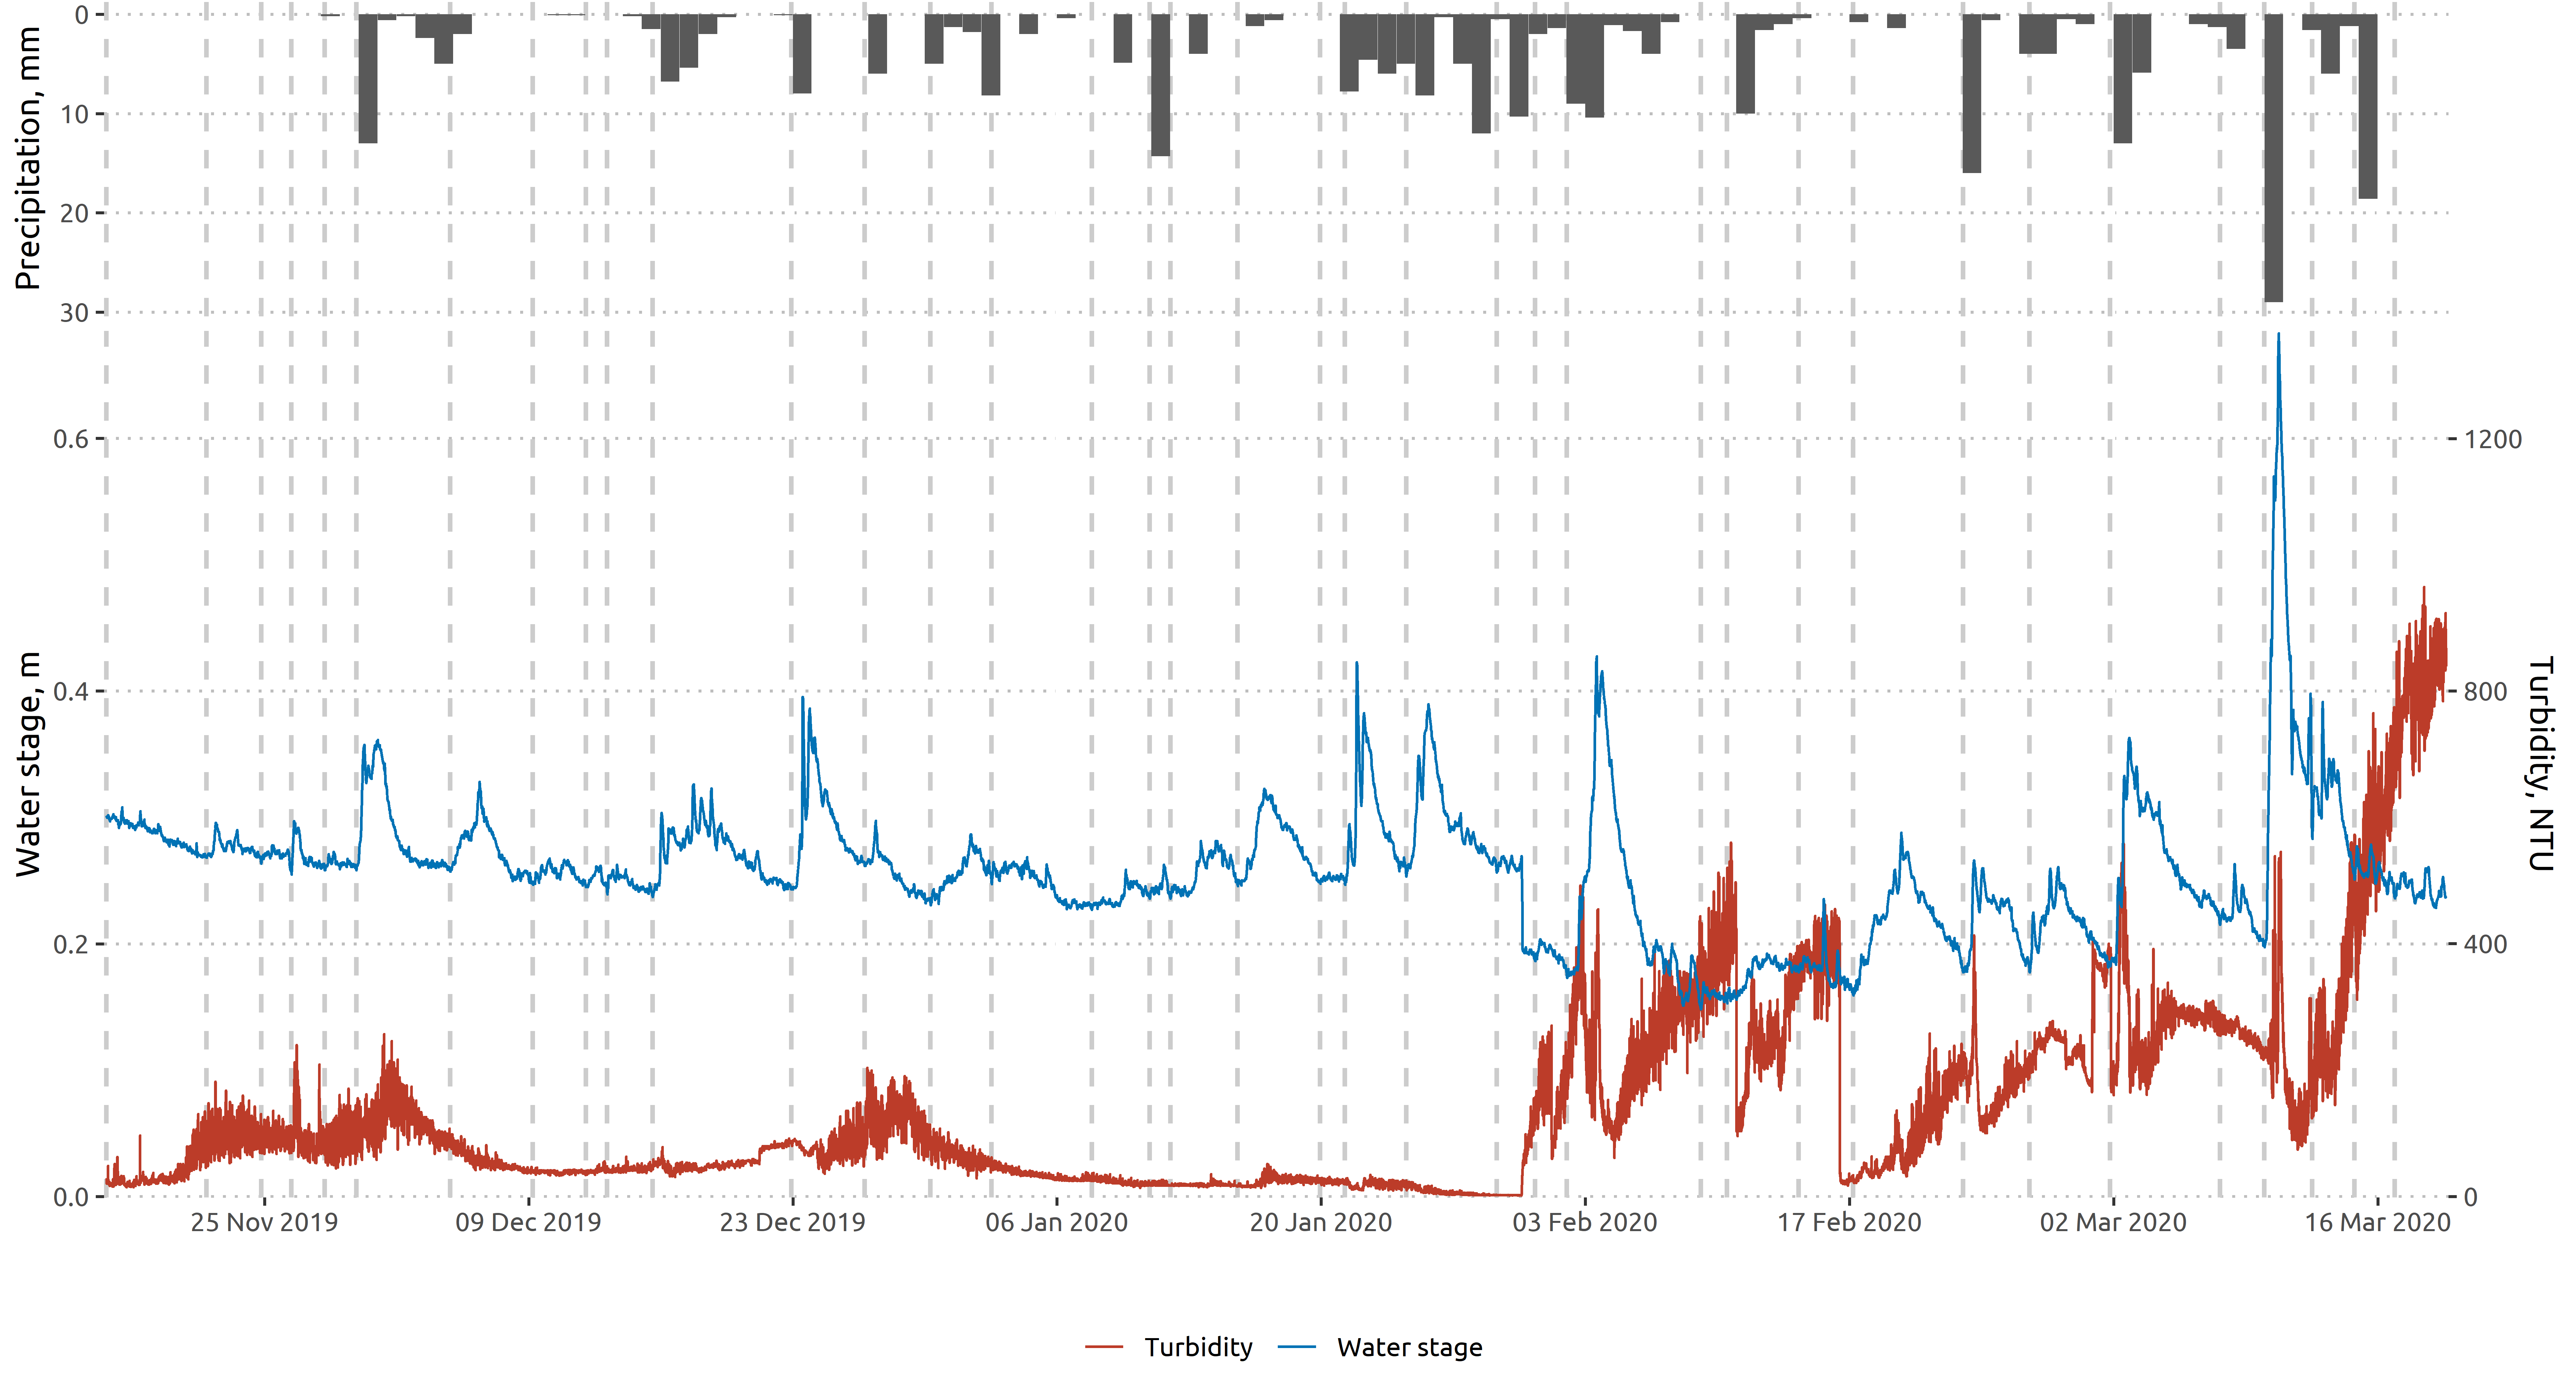 Precipitation, mm
0
10
20
30
Water stage, m
0.6
0.4
0.2
0.0
Turbidity, NTU
1200
800
400
0
25 Nov 2019
09 Dec 2019
23 Dec 2019
06 Jan 2020
20 Jan 2020
03 Feb 2020
17 Feb 2020
02 Mar 2020
16 Mar 2020
Turbidity
Water stage